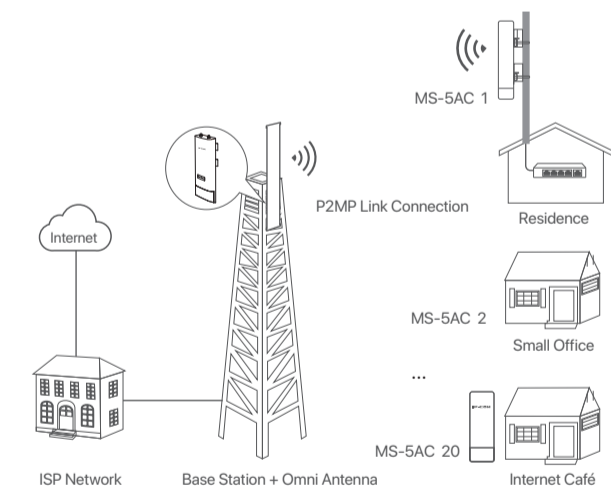 MS-5AC 1
P2MP Link Connection
Residence
Internet
MS-5AC 2
Small Office
...
MS-5AC 20
ISP Network
Base Station + Omni Antenna
Internet Café